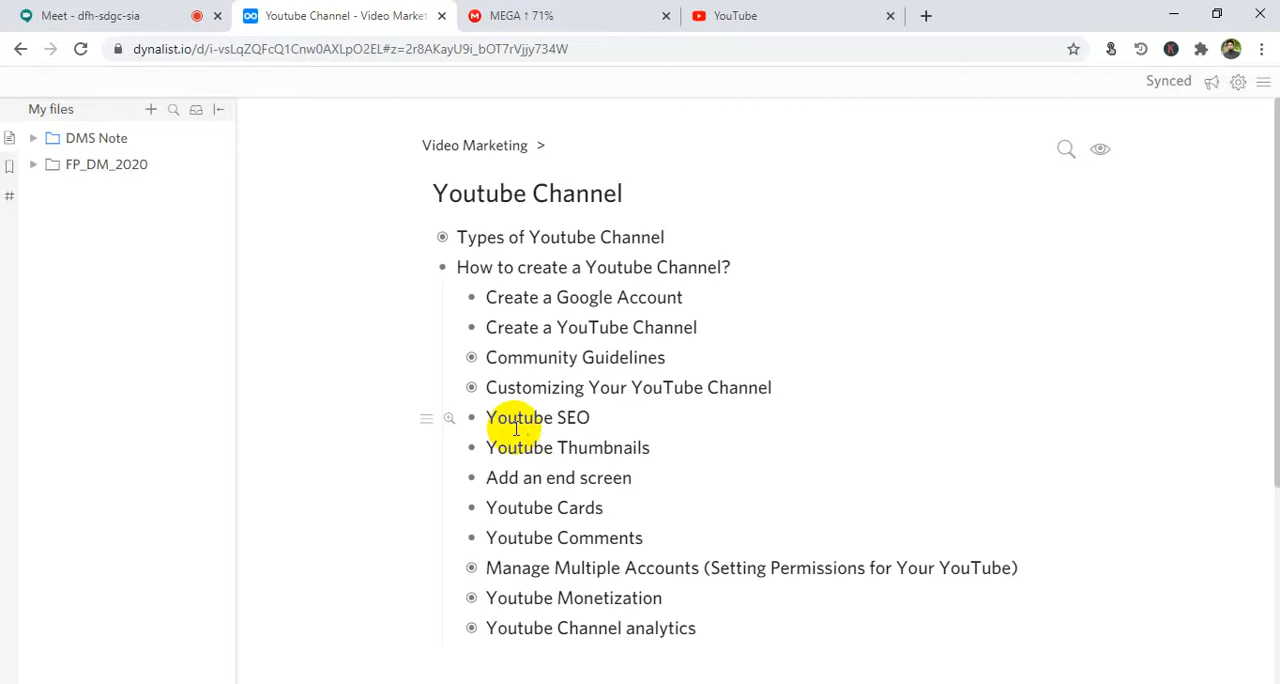 Meet - dfh-sdgc-sia
Youtube Channel - Video Market
MEGA ↑ 71%
YouTube
dynalist.io/d/i-vsLqZQFcQ1Cnw0AXLpO2EL#z=2r8AKayU9i_bOT7rVjjy734W
Synced
My files
DMS Note
FP_DM_2020
Video Marketing >
Youtube Channel
Types of Youtube Channel
How to create a Youtube Channel?
Create a Google Account
Create a YouTube Channel
Community Guidelines
Customizing Your YouTube Channel
Youtube SEO
Youtube Thumbnails
Add an end screen
Youtube Cards
Youtube Comments
Manage Multiple Accounts (Setting Permissions for Your YouTube)
Youtube Monetization
Youtube Channel analytics